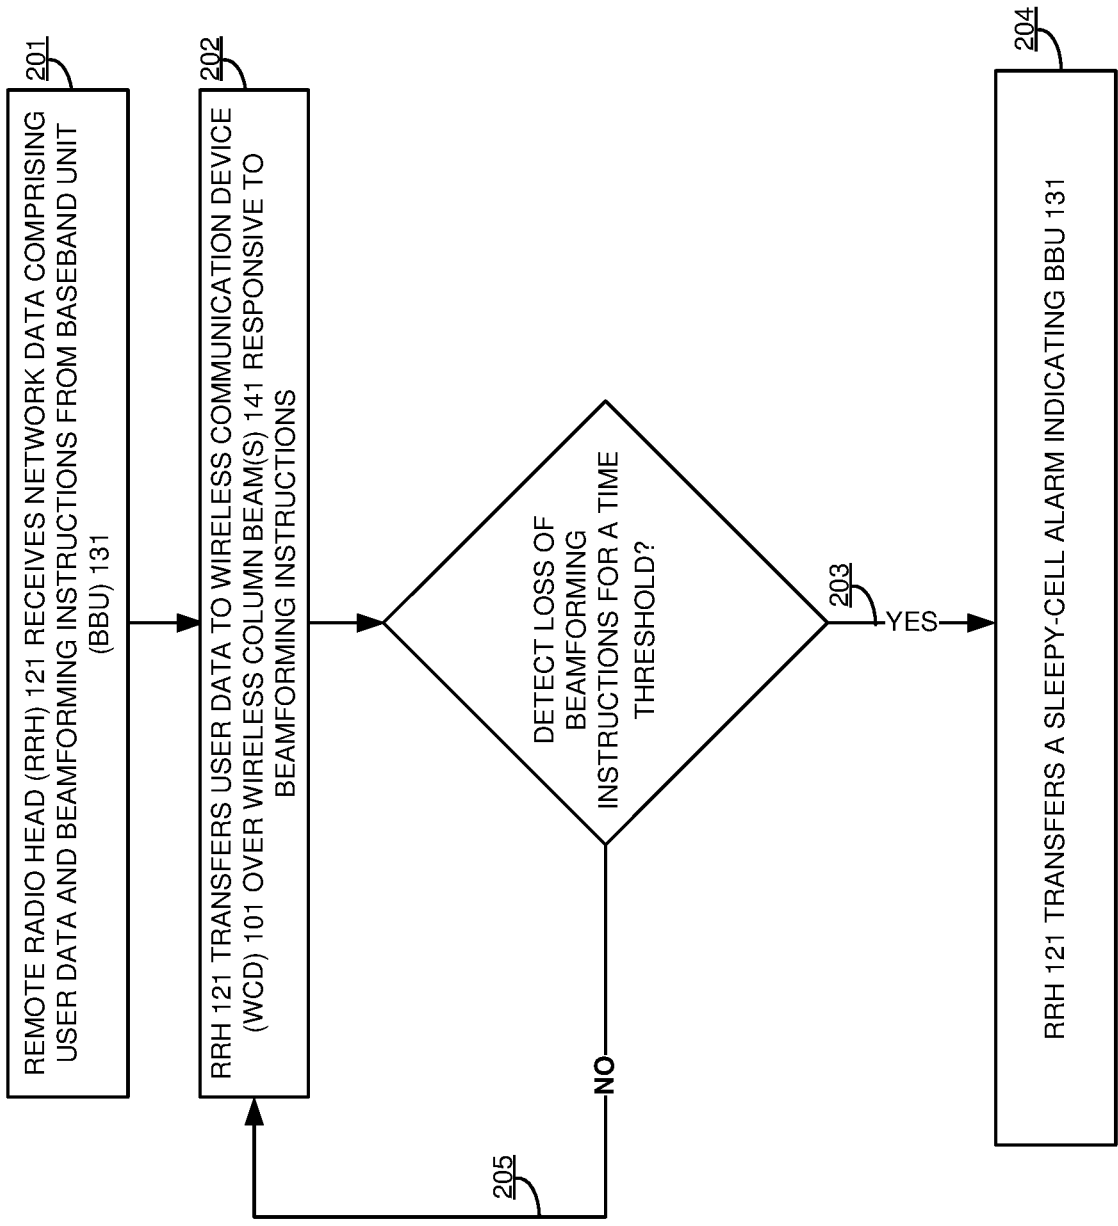 201
REMOTE RADIO HEAD (RRH) 121 RECEIVES NETWORK DATA COMPRISING
USER DATA AND BEAMFORMING INSTRUCTIONS FROM BASEBAND UNIT
(BBU) 131
202
RRH 121 TRANSFERS USER DATA TO WIRELESS COMMUNICATION DEVICE
(WCD) 101 OVER WIRELESS COLUMN BEAM(S) 141 RESPONSIVE TO
BEAMFORMING INSTRUCTIONS
DETECT LOSS OF
BEAMFORMING
INSTRUCTIONS FOR A TIME
THRESHOLD?
205
NO
203
YES
204
RRH 121 TRANSFERS A SLEEPY-CELL ALARM INDICATING BBU 131